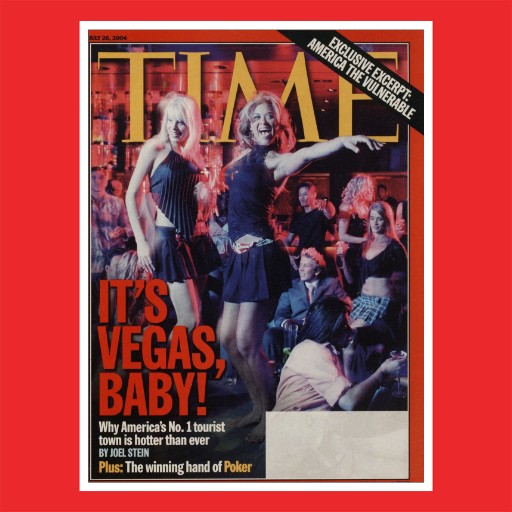 JULY 26, 2004
TIME
EXCLUSIVE EXCERPT:
AMERICA THE VULNERABLE
IT'S
VEGAS,
BABY!
Why America's No. 1 tourist
town is hotter than ever
BY JOEL STEIN
Plus: The winning hand of Poker